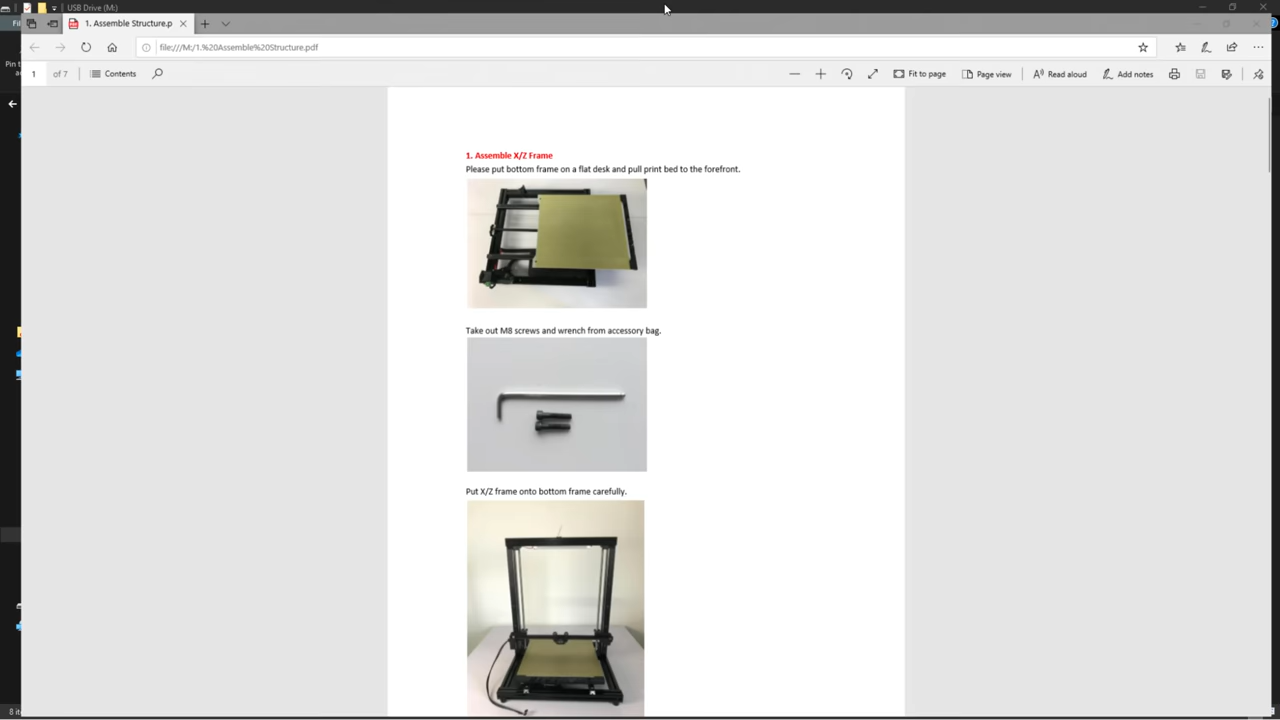 USB Drive (M:)
1. Assemble Structure.p
file:///M:/1.%20Assemble%20Structure.pdf
1 of 7 Contents Fit to page Page view Read aloud Add notes
1. Assemble X/Z Frame
Please put bottom frame on a flat desk and pull print bed to the forefront.
Take out M8 screws and wrench from accessory bag.
Put X/Z frame onto bottom frame carefully.